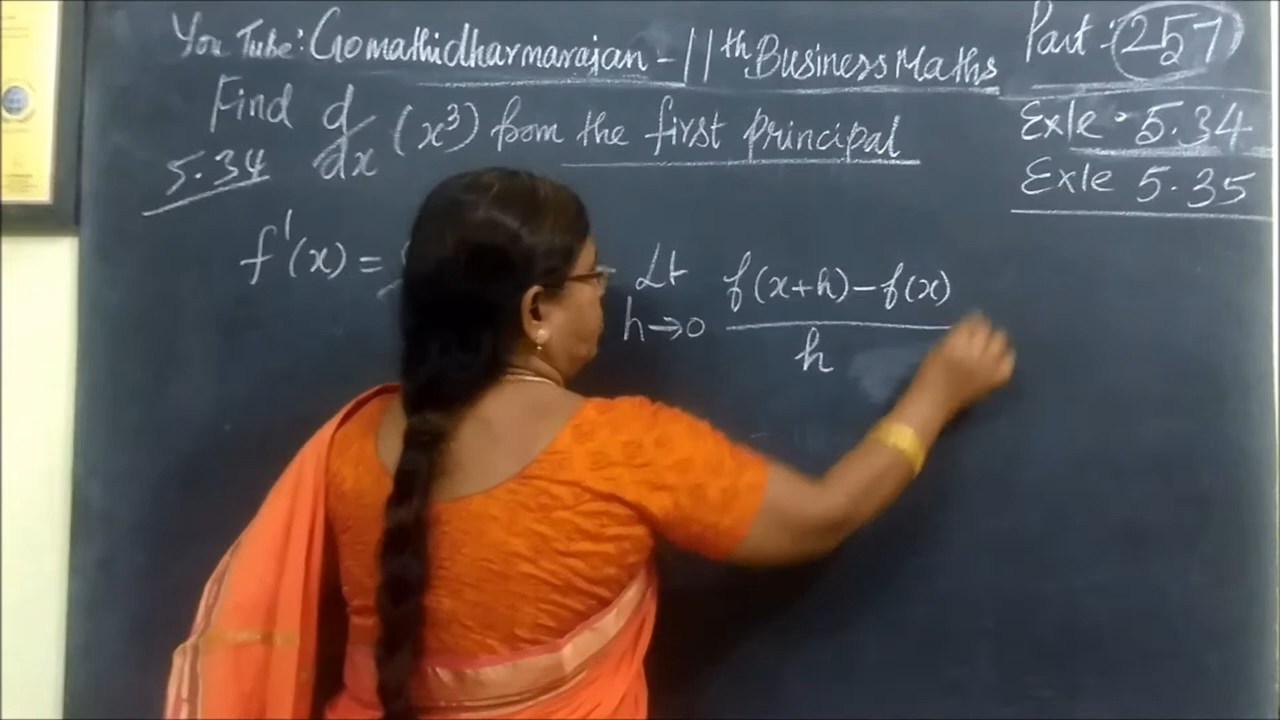 You Tube: Gomathidharmarajan - 11th Business Maths
Part: 257
Find d/dx (x³) from the first principal
5.34
Exle 5.34
Exle 5.35
f'(x) =
Lt h→0 f(x+h)-f(x)/h